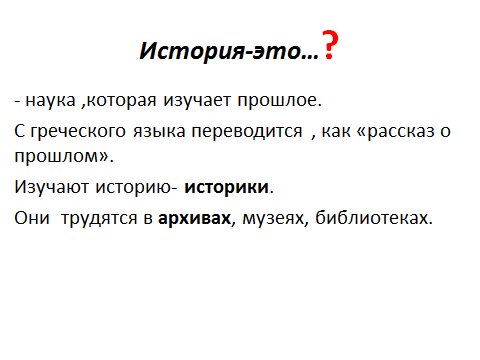 История-это...?
- наука ,которая изучает прошлое.
С греческого языка переводится , как «рассказ о
прошлом».
Изучают историю- историки.
Они  трудятся в архивах, музеях, библиотеках.